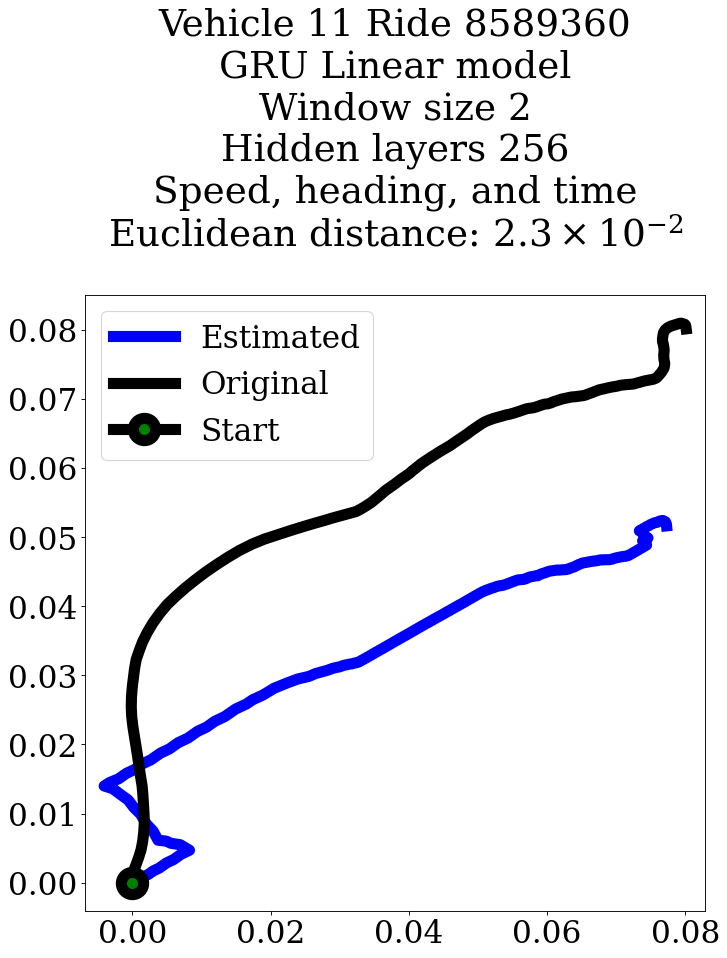 Vehicle 11 Ride 8589360
GRU Linear model
Window size 2
Hidden layers 256
Speed, heading, and time
Euclidean distance: 2.3 × 10⁻²
Estimated
Original
Start
0.08
0.07
0.06
0.05
0.04
0.03
0.02
0.01
0.00
0.00 0.02 0.04 0.06 0.08